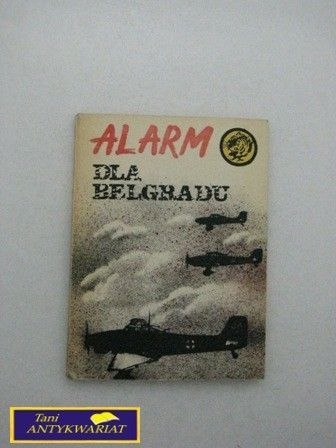 ALARM
DLA
BELGRADU
Tani
ANTYKWARIAT